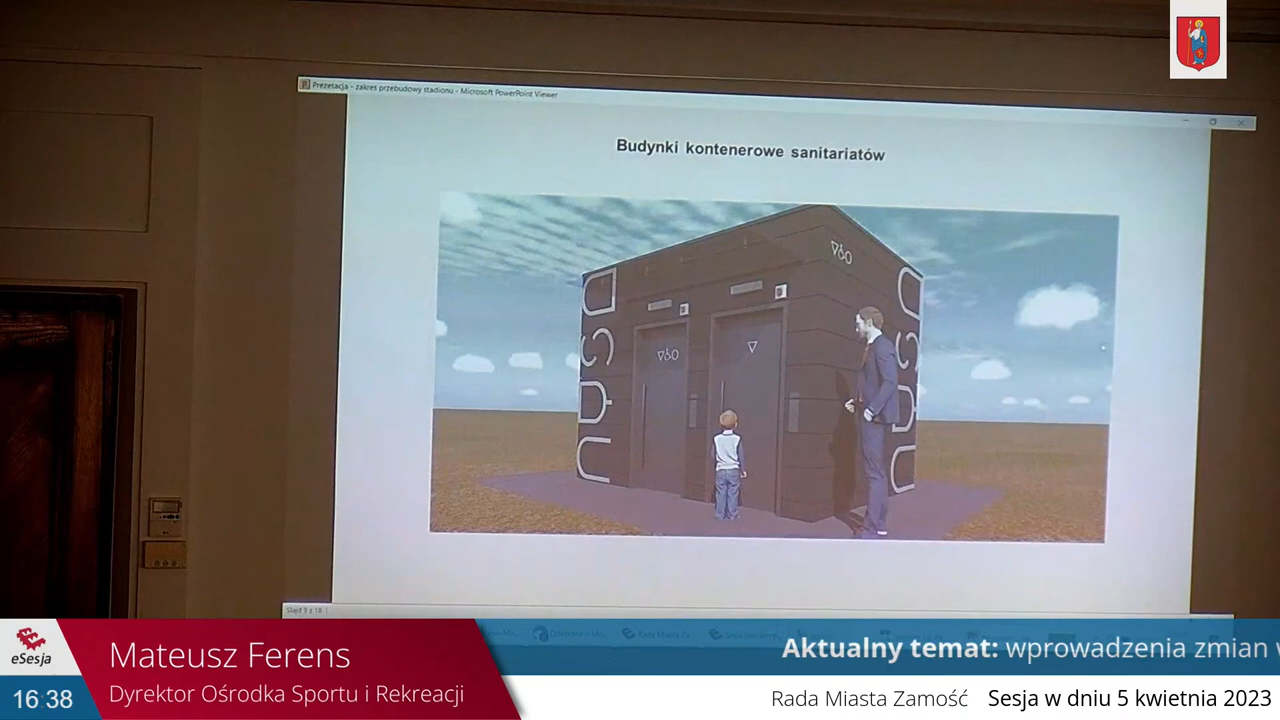 Prezetacja - zakres przebudowy stadionu - Microsoft PowerPoint Viewer
Budynki kontenerowe sanitariatów
eSesja
16:38
Mateusz Ferens
Dyrektor Ośrodka Sportu i Rekreacji
Aktualny temat: wprowadzenia zmian
Rada Miasta Zamość Sesja w dniu 5 kwietnia 2023